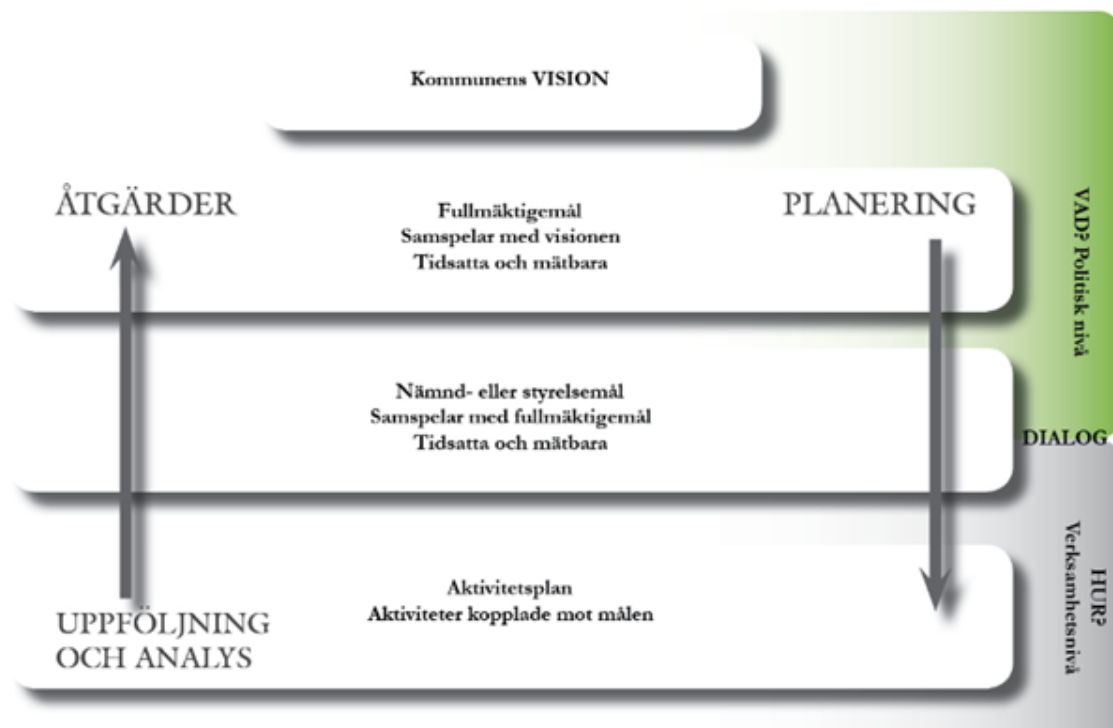 Kommunens VISION
ÅTGÄRDER
Fullmäktigemål
Samspelar med visionen
Tidsatta och mätbara
PLANERING
VAD? Politisk nivå
Nämnd- eller styrelsemål
Samspelar med fullmäktigemål
Tidsatta och mätbara
DIALOG
Aktivitetsplan
Aktiviteter kopplade mot målen
UPPFÖLJNING
OCH ANALYS
HUR?
Verksamhetsnivå